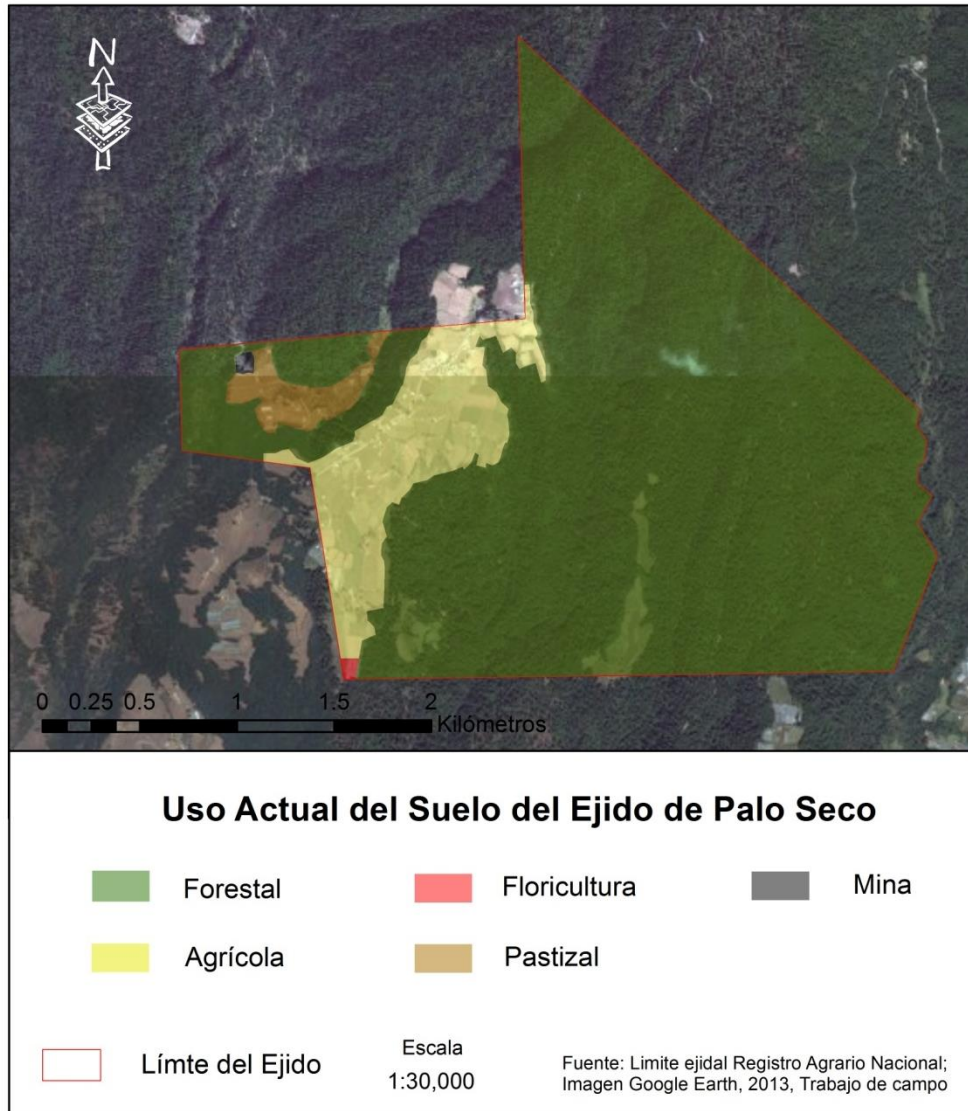 N
0 0.25 0.5 1 1.5 2
Kilómetros
Uso Actual del Suelo del Ejido de Palo Seco
Forestal
Floricultura
Mina
Agrícola
Pastizal
Límte del Ejido
Escala
1:30,000
Fuente: Limite ejidal Registro Agrario Nacional;
Imagen Google Earth, 2013, Trabajo de campo